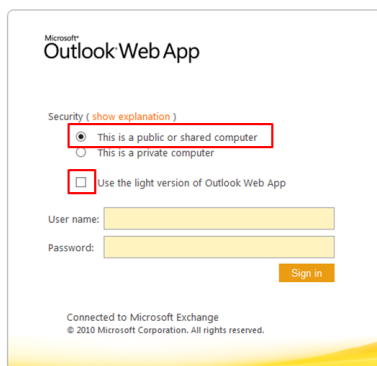 Microsoft®
Outlook Web App
Security ( show explanation )
This is a public or shared computer
This is a private computer
Use the light version of Outlook Web App
User name:
Password:
Sign in
Connected to Microsoft Exchange
© 2010 Microsoft Corporation. All rights reserved.